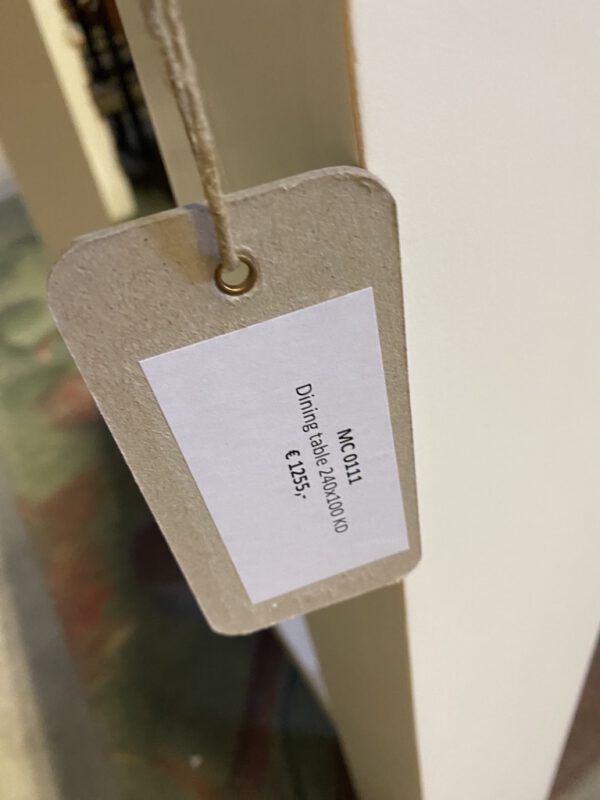 MC 0111
Dining table 240x100 KD
€ 1255,-